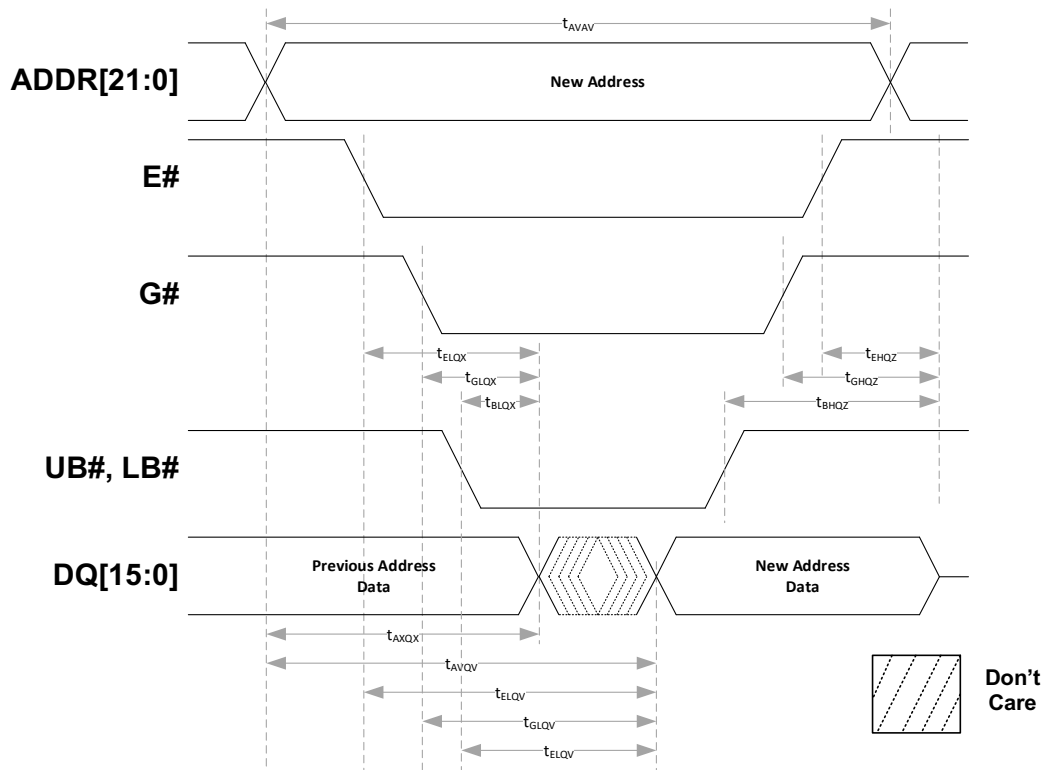 tAVAV
ADDR[21:0]
New Address
E#
G#
tELQX
tEHQZ
tGLQX
tGHQZ
tBLQX
tBHQZ
UB#, LB#
DQ[15:0]
Previous Address
Data
New Address
Data
tAXQX
tAVQV
tELQV
tGLQV
tELQV
Don't
Care